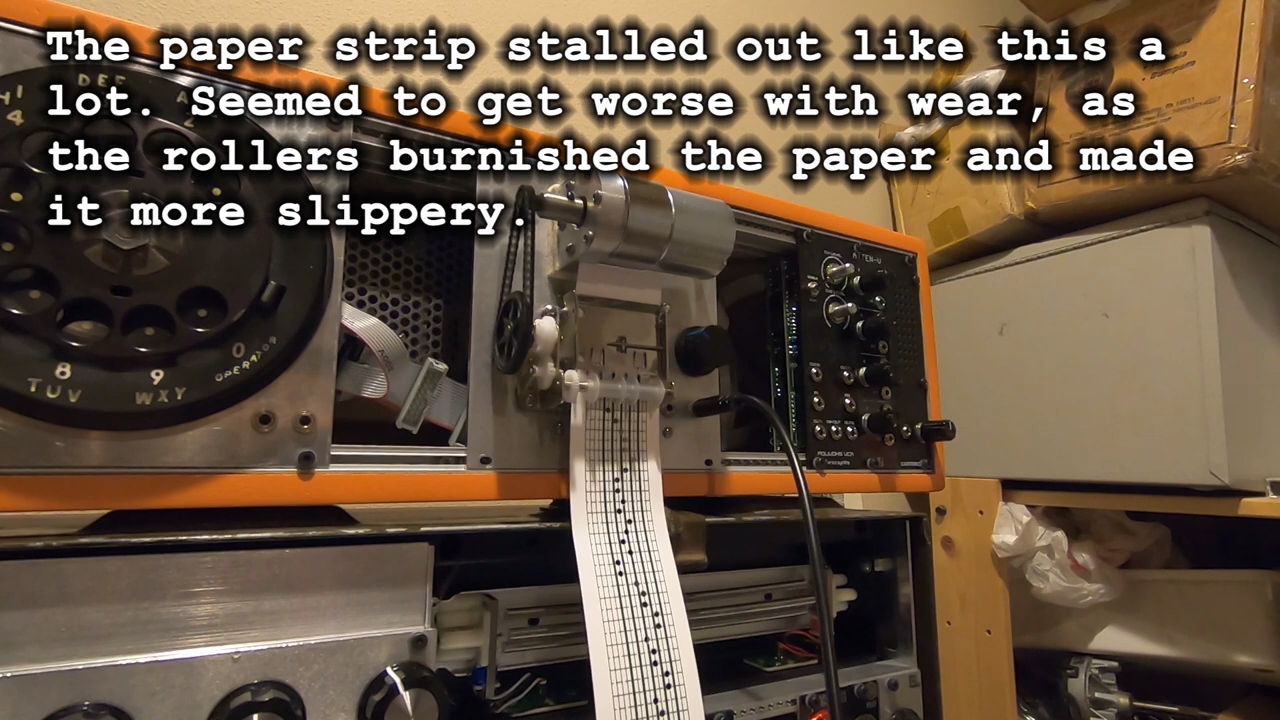 The paper strip stalled out like this a
lot. Seemed to get worse with wear, as
the rollers burnished the paper and made
it more slippery.
DEF
8
TUV
9
WXY
0
OPERATOR